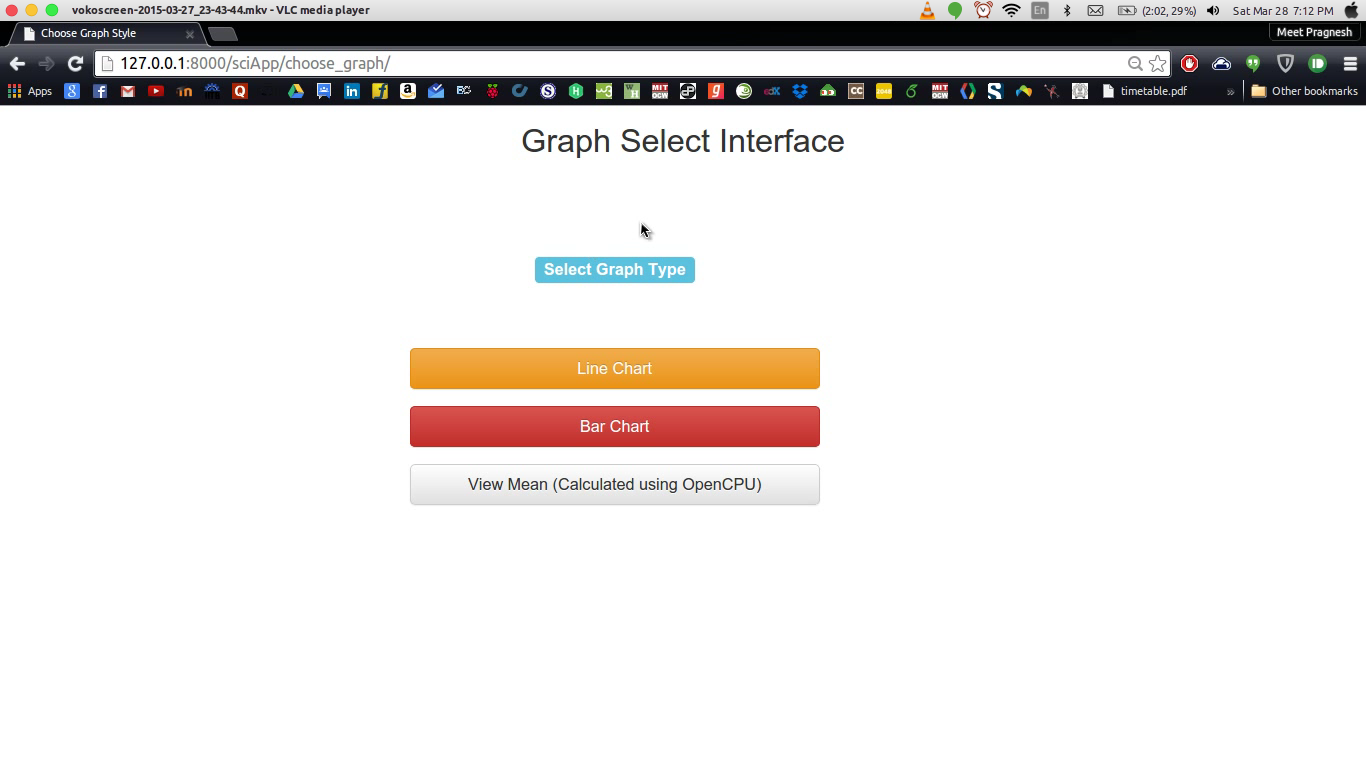 vokoscreen-2015-03-27_23-43-44.mkv - VLC media player
En
(2:02, 29%)
Sat Mar 28 7:12 PM
Choose Graph Style
Meet Pragnesh
127.0.0.1:8000/sciApp/choose_graph/
Apps
timetable.pdf
»
Other bookmarks
Graph Select Interface
Select Graph Type
Line Chart
Bar Chart
View Mean (Calculated using OpenCPU)